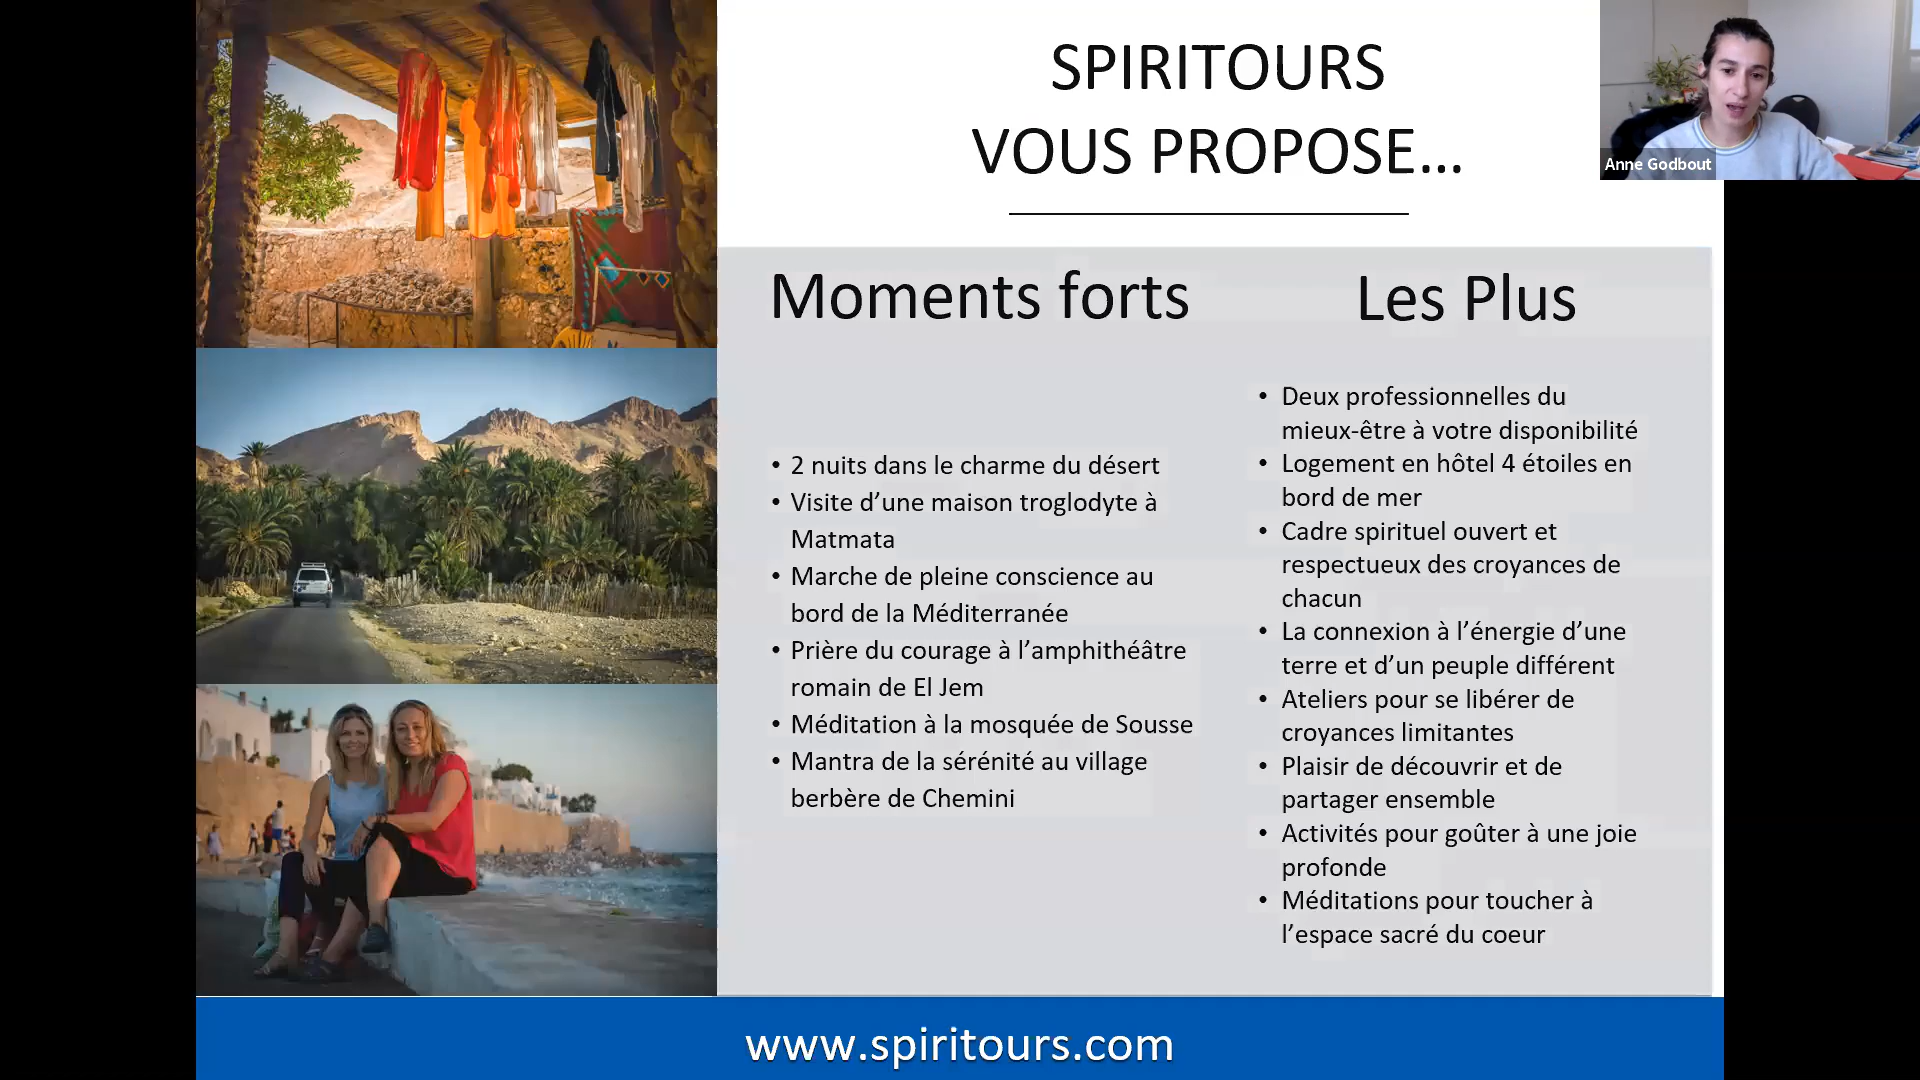 SPIRITOURS
VOUS PROPOSE...
Anne Godbout
Moments forts
• 2 nuits dans le charme du désert
• Visite d’une maison troglodyte à
Matmata
• Marche de pleine conscience au
bord de la Méditerranée
• Prière du courage à l’amphithéâtre
romain de El Jem
• Méditation à la mosquée de Sousse
• Mantra de la sérénité au village
berbère de Chemini
Les Plus
• Deux professionnelles du
mieux-être à votre disponibilité
• Logement en hôtel 4 étoiles en
bord de mer
• Cadre spirituel ouvert et
respectueux des croyances de
chacun
• La connexion à l’énergie d’une
terre et d’un peuple différent
• Ateliers pour se libérer de
croyances limitantes
• Plaisir de découvrir et de
partager ensemble
• Activités pour goûter à une joie
profonde
• Méditations pour toucher à
l’espace sacré du coeur
www.spiritours.com